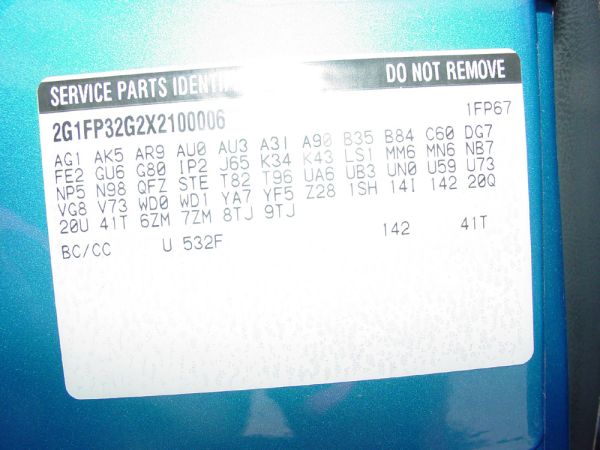 SERVICE PARTS DO NOT REMOVE
2G1FP32G2X2100006 1FP67
AG1 AK5 AR9 AU0 AU3 A31 A90 B35 B84 C60 DG7
FE2 GU6 G80 IP2 J65 K34 K43 LS1 MM6 MN6 NB7
NP5 N98 QFZ STE T82 T96 UA6 UB3 UN0 U59 U73
VG8 V73 WD0 WD1 YA7 YF5 Z28 1SH 14I 142 20Q
20U 41T 6ZM 7ZM 8TJ 9TJ
BC/CC U 532F 142 41T